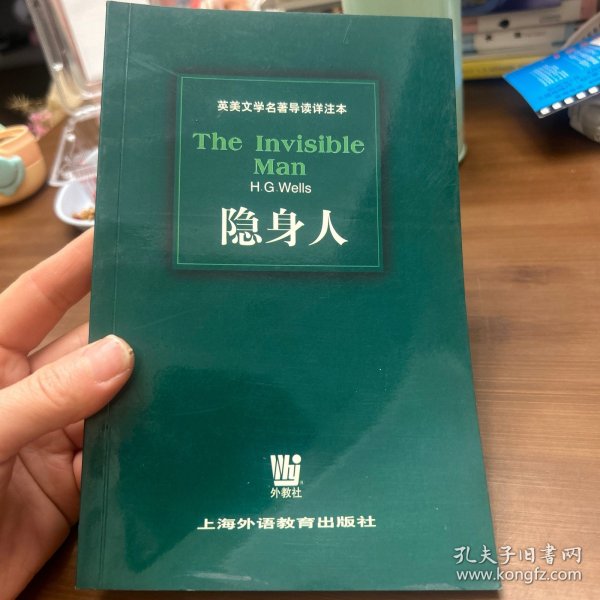 英美文学名著导读详注本
The Invisible
Man
H.G.Wells
隐身人
Why
外教社
上海外语教育出版社
孔夫子旧书网
www.kongfz.com